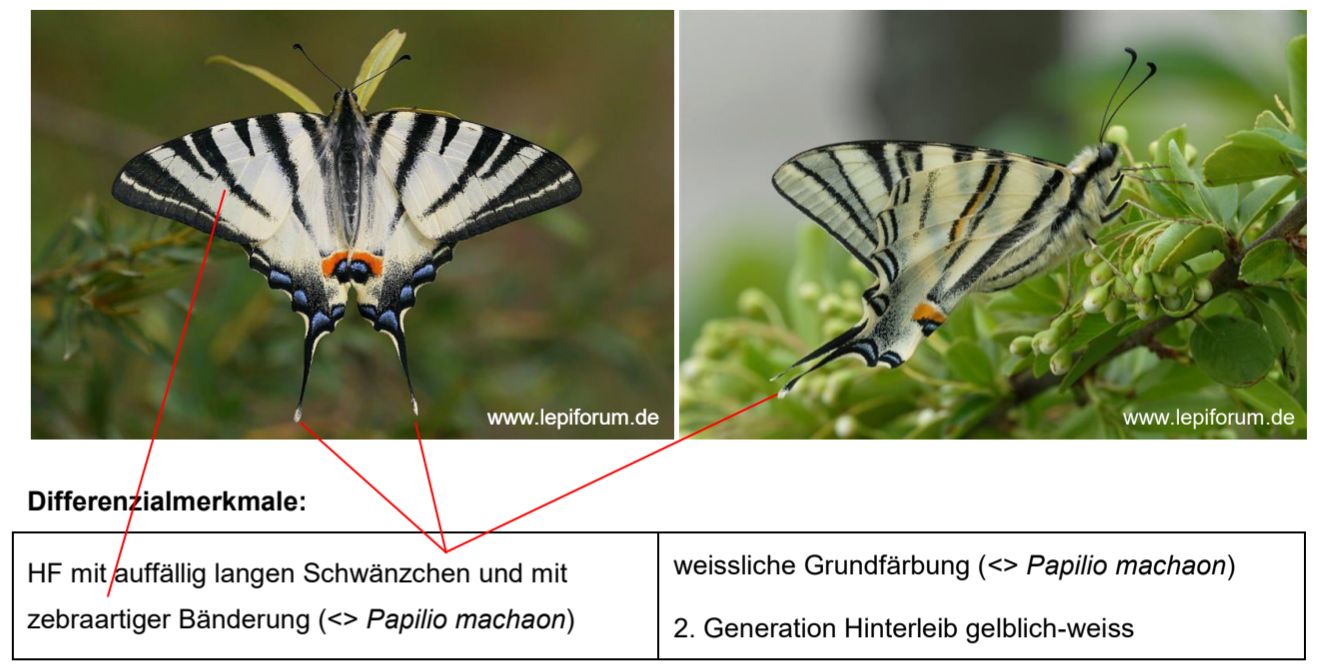 www.lepiforum.de
www.lepiforum.de
Differenzialmerkmale:
HF mit auffällig langen Schwänzchen und mit
zebraartiger Bänderung (<> Papilio machaon)
weissliche Grundfärbung (<> Papilio machaon)
2. Generation Hinterleib gelblich-weiss